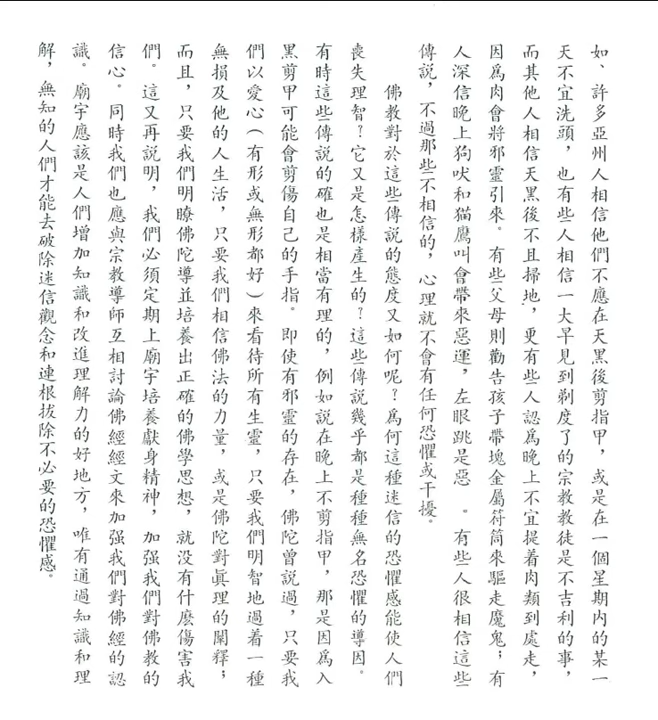 如、許多亞州人相信他們不應在天黑後剪指甲，或是在一個星期内的某一
天不宜洗頭，也有些人相信一大早見到剃度了的宗教教徒是不吉利的事，
而其他人相信天黑後不且掃地，更有些人認爲晚上不宜提着肉類到處走，
因爲肉會將邪靈引來。有些父母則勸告孩子帶塊金屬符筒來驅走魔鬼；有
人深信晚上狗吠和猫鷹叫會帶來惡運，左眼跳是惡 。有些人很相信這些
傳説，不過那些不相信的，心理就不會有任何恐懼或干擾。
佛教對於這些傳説的態度又如何呢？爲何這種迷信的恐懼感能使人們
喪失理智？它又是怎樣產生的？這些傳説幾乎都是種種無名恐懼的導因。
有時這些傳説的確也是相當有理的，例如説在晚上不剪指甲，那是因爲入
黑剪甲可能會剪傷自己的手指。即使有邪靈的存在，佛陀曾説過，只要我
們以愛心（有形或無形都好）來看待所有生靈，只要我們明智地過着一種
無損及他的人生活，只要我們相信佛法的力量，或是佛陀對眞理的闡釋；
而且，只要我們明瞭佛陀導並培養出正確的佛學思想，就没有什麽傷害我
們。這又再説明，我們必須定期上廟宇培養獻身精神，加强我們對佛教的
信心。同時我們也應與宗教導師互相討論佛經經文來加强我們對佛經的認
識。廟宇應該是人們增加知識和改進理解力的好地方，唯有通過知識和理
解，無知的人們才能去破除迷信觀念和連根拔除不必要的恐懼感。